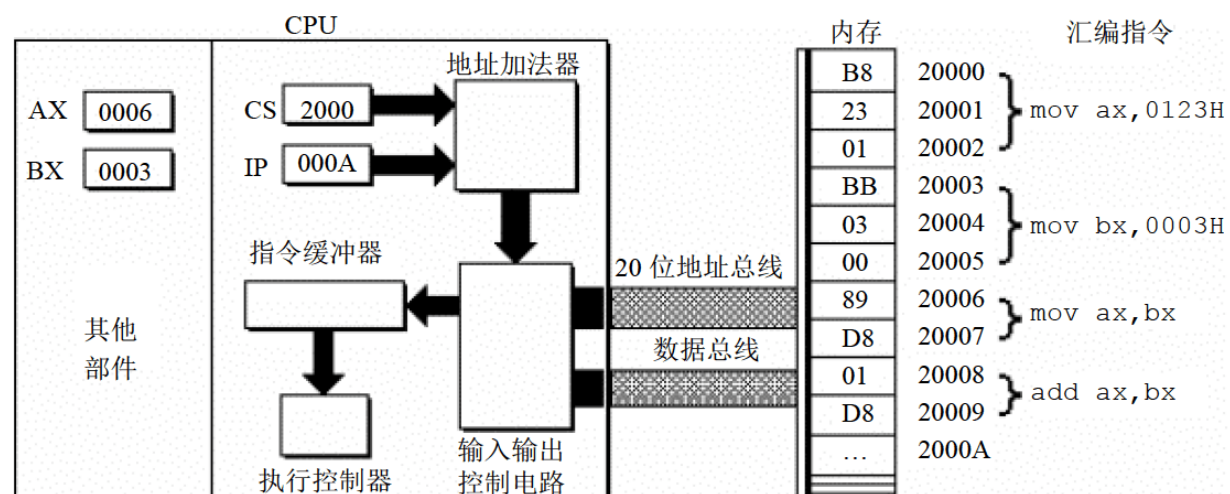 CPU
内存
汇编指令
地址加法器
AX 0006
BX 0003
CS 2000
IP 000A
指令缓冲器
其他
部件
执行控制器
输入输出
控制电路
20 位地址总线
数据总线
B8 20000
23 20001
01 20002
mov ax,0123H
BB 20003
03 20004
00 20005
mov bx,0003H
89 20006
D8 20007
mov ax,bx
01 20008
D8 20009
add ax,bx
… 2000A